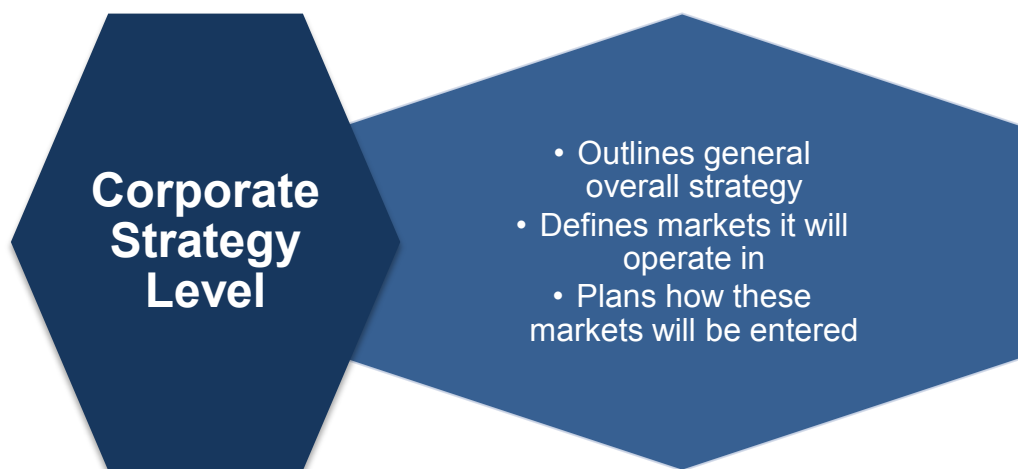 Corporate
Strategy
Level
• Outlines general
overall strategy
• Defines markets it will
operate in
• Plans how these
markets will be entered